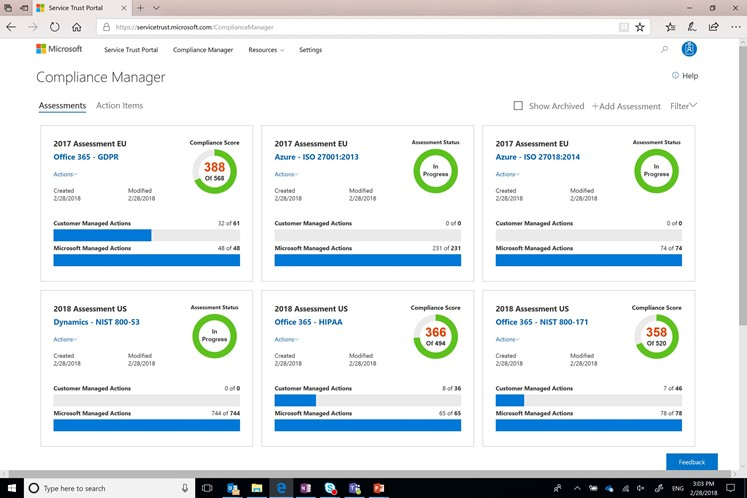 Service Trust Portal
https://servicetrust.microsoft.com/ComplianceManager
Microsoft Service Trust Portal Compliance Manager Resources Settings
Compliance Manager
Help
Assessments Action Items
Show Archived +Add Assessment Filter
2017 Assessment EU
Office 365 - GDPR
Compliance Score
388
Of 568
Actions
Created Modified
2/28/2018 2/28/2018
Customer Managed Actions 32 of 61
Microsoft Managed Actions 48 of 48
2017 Assessment EU
Azure - ISO 27001:2013
Assessment Status
In
Progress
Actions
Created Modified
2/28/2018 2/28/2018
Customer Managed Actions 0 of 0
Microsoft Managed Actions 231 of 231
2017 Assessment EU
Azure - ISO 27018:2014
Assessment Status
In
Progress
Actions
Created Modified
2/28/2018 2/28/2018
Customer Managed Actions 0 of 0
Microsoft Managed Actions 74 of 74
2018 Assessment US
Dynamics - NIST 800-53
Assessment Status
In
Progress
Actions
Created Modified
2/28/2018 2/28/2018
Customer Managed Actions 0 of 0
Microsoft Managed Actions 744 of 744
2018 Assessment US
Office 365 - HIPAA
Compliance Score
366
Of 494
Actions
Created Modified
2/28/2018 2/28/2018
Customer Managed Actions 8 of 36
Microsoft Managed Actions 65 of 65
2018 Assessment US
Office 365 - NIST 800-171
Compliance Score
358
Of 520
Actions
Created Modified
2/28/2018 2/28/2018
Customer Managed Actions 7 of 46
Microsoft Managed Actions 78 of 78
Feedback
Type here to search
ENG
3:03 PM
2/28/2018